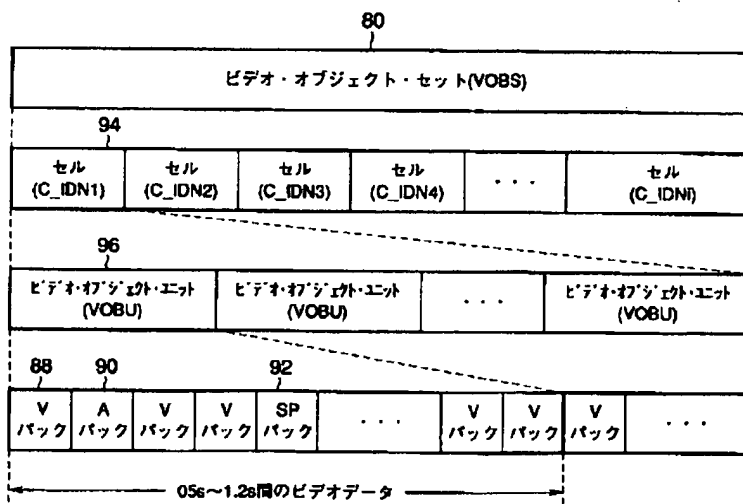 80
ビデオ・オブジェクト・セット(VOBS)
94
セル セル セル セル セル
(C_IDN1) (C_IDN2) (C_IDN3) (C_IDN4) ・・・ (C_IDNi)
96
ビデオ・オブジェクト・ユニット ビデオ・オブジェクト・ユニット ビデオ・オブジェクト・ユニット
(VOBU) (VOBU) ・・・ (VOBU)
88 90 92
V A V V SP V V V
パック パック パック パック パック ・・・ パック パック パック ・・・
05s～1.2s間のビデオデータ